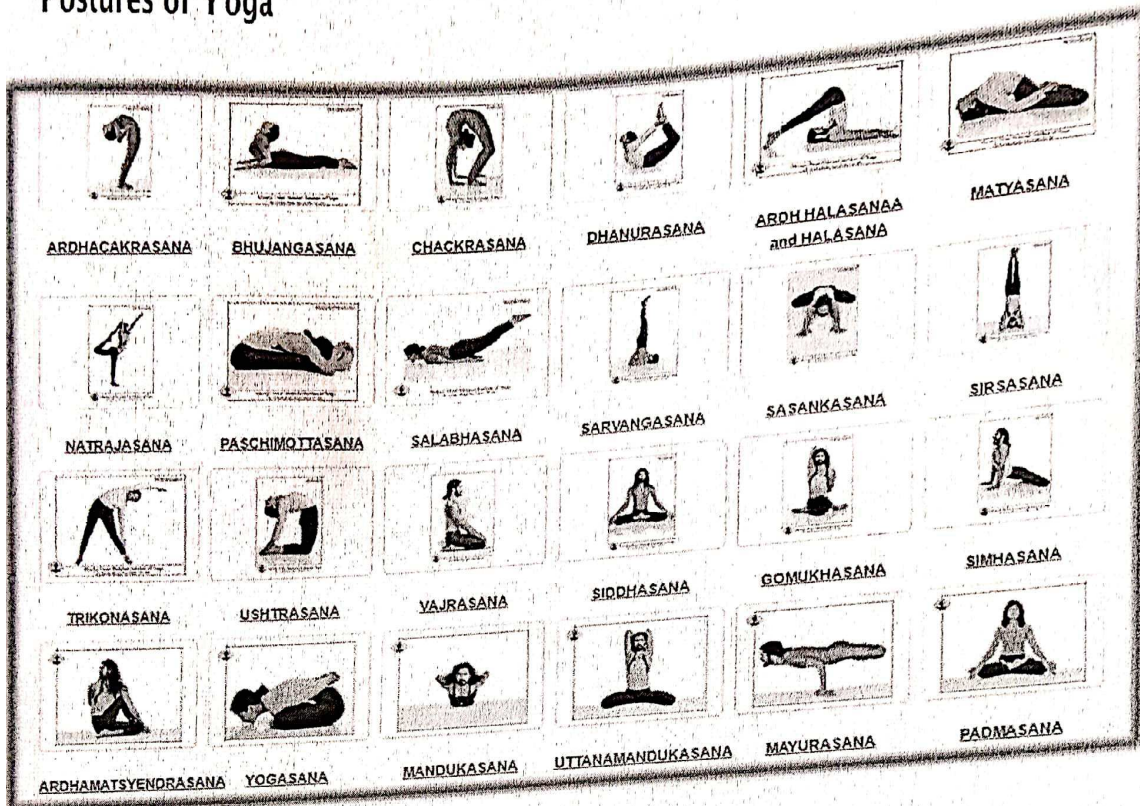 Postures of Yoga
ARDHACAKRASANA
BHUJANGASANA
CHACKRASANA
DHANURASANA
ARDH HALASANAA
and HALASANA
MATYASANA
NATRAJASANA
PASCHIMOTTASANA
SALABHASANA
SARVANGASANA
SASANKASANA
SIRSASANA
TRIKONASANA
USHTRASANA
VAJRASANA
SIDDHASANA
GOMUKHASANA
SIMHASANA
ARDHAMATSYENDRASANA
YOGASANA
MANDUKASANA
UTTANAMANDUKASANA
MAYURASANA
PADMASANA